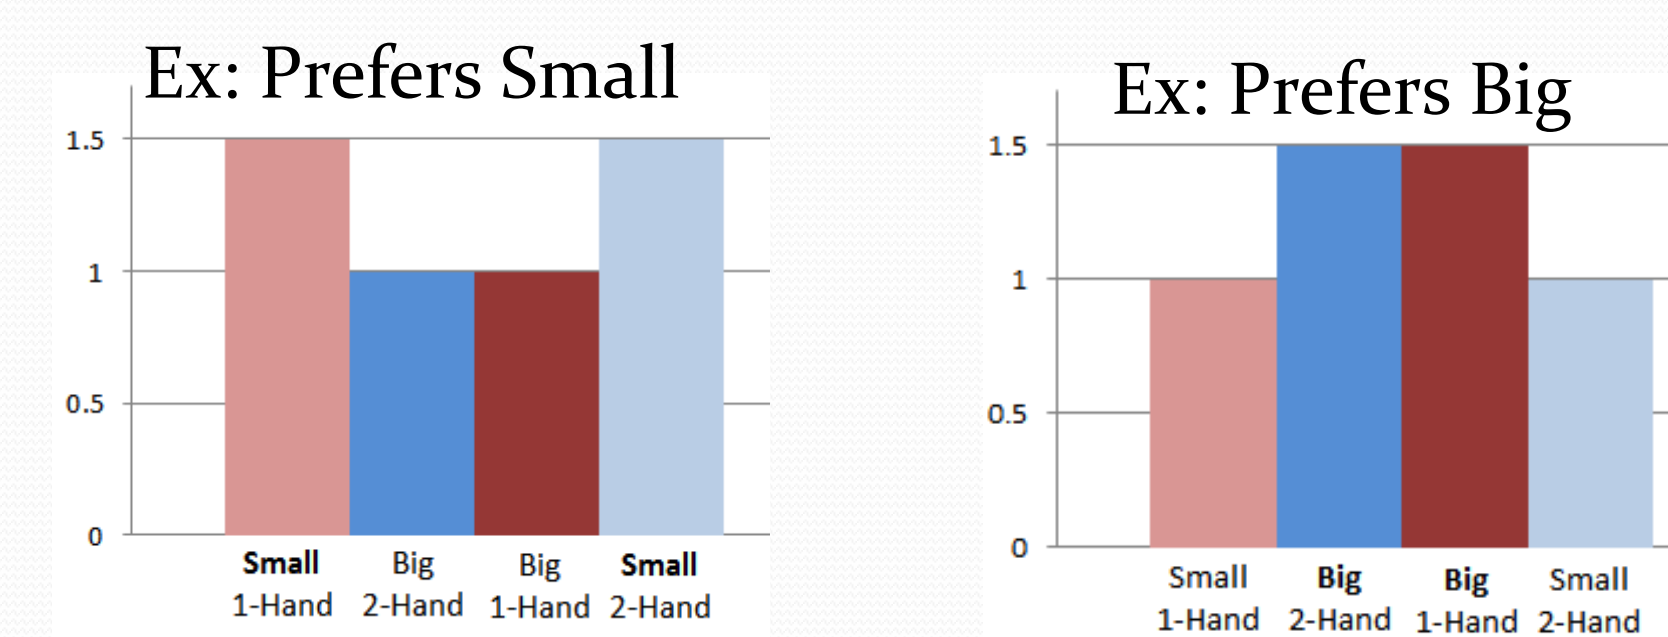 Ex: Prefers Small
1.5
1
0.5
0
Small Big Big Small
1-Hand 2-Hand 1-Hand 2-Hand
Ex: Prefers Big
1.5
1
0.5
0
Small Big Big Small
1-Hand 2-Hand 1-Hand 2-Hand